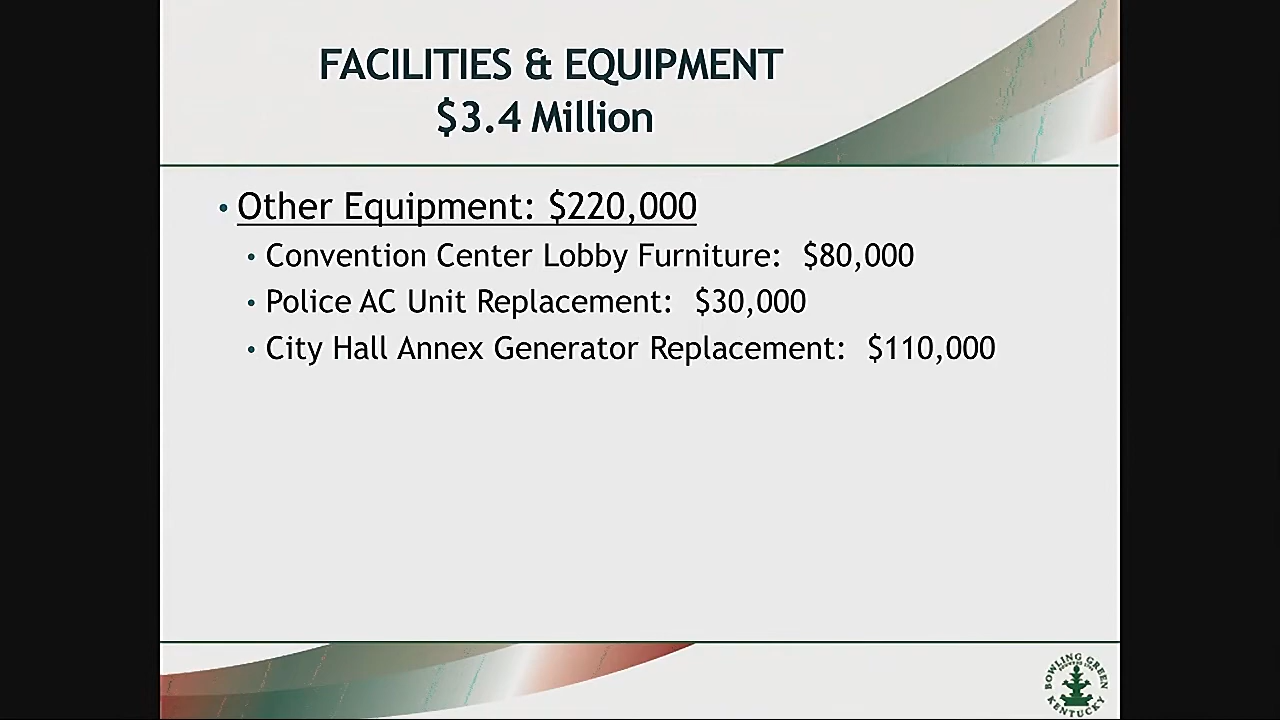 FACILITIES & EQUIPMENT
$3.4 Million
• Other Equipment: $220,000
• Convention Center Lobby Furniture: $80,000
• Police AC Unit Replacement: $30,000
• City Hall Annex Generator Replacement: $110,000
BOWLING GREEN
KENTUCKY